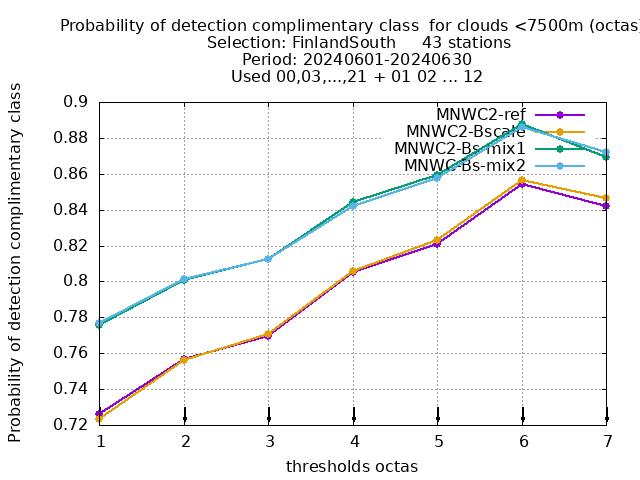 Probability of detection complimentary class  for clouds <7500m (octas)
Selection: FinlandSouth     43 stations
Period: 20240601-20240630
Used 00,03,...,21 + 01 02 ... 12
Probability of detection complimentary class
0.9
0.88
0.86
0.84
0.82
0.8
0.78
0.76
0.74
0.72
MNWC2-ref
MNWC2-Bscale
MNWC2-Bs-mix1
MNWC-Bs-mix2
1 2 3 4 5 6 7
thresholds octas